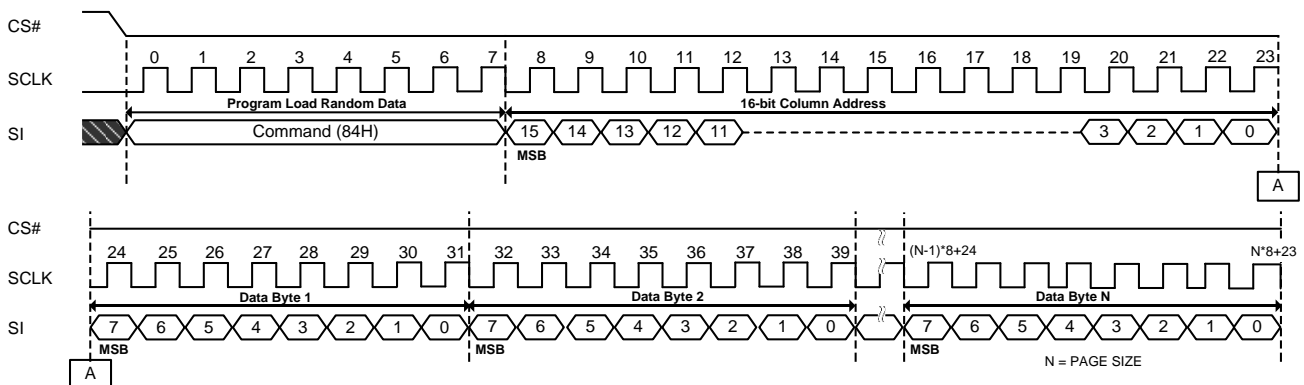 CS#
0 1 2 3 4 5 6 7 8 9 10 11 12 13 14 15 16 17 18 19 20 21 22 23
SCLK
Program Load Random Data 16-bit Column Address
SI Command (84H) 15 14 13 12 11 3 2 1 0
MSB
A
CS#
24 25 26 27 28 29 30 31 32 33 34 35 36 37 38 39 (N-1)*8+24 N*8+23
SCLK
Data Byte 1 Data Byte 2 Data Byte N
SI 7 6 5 4 3 2 1 0 7 6 5 4 3 2 1 0 7 6 5 4 3 2 1 0
MSB MSB MSB
N = PAGE SIZE
A